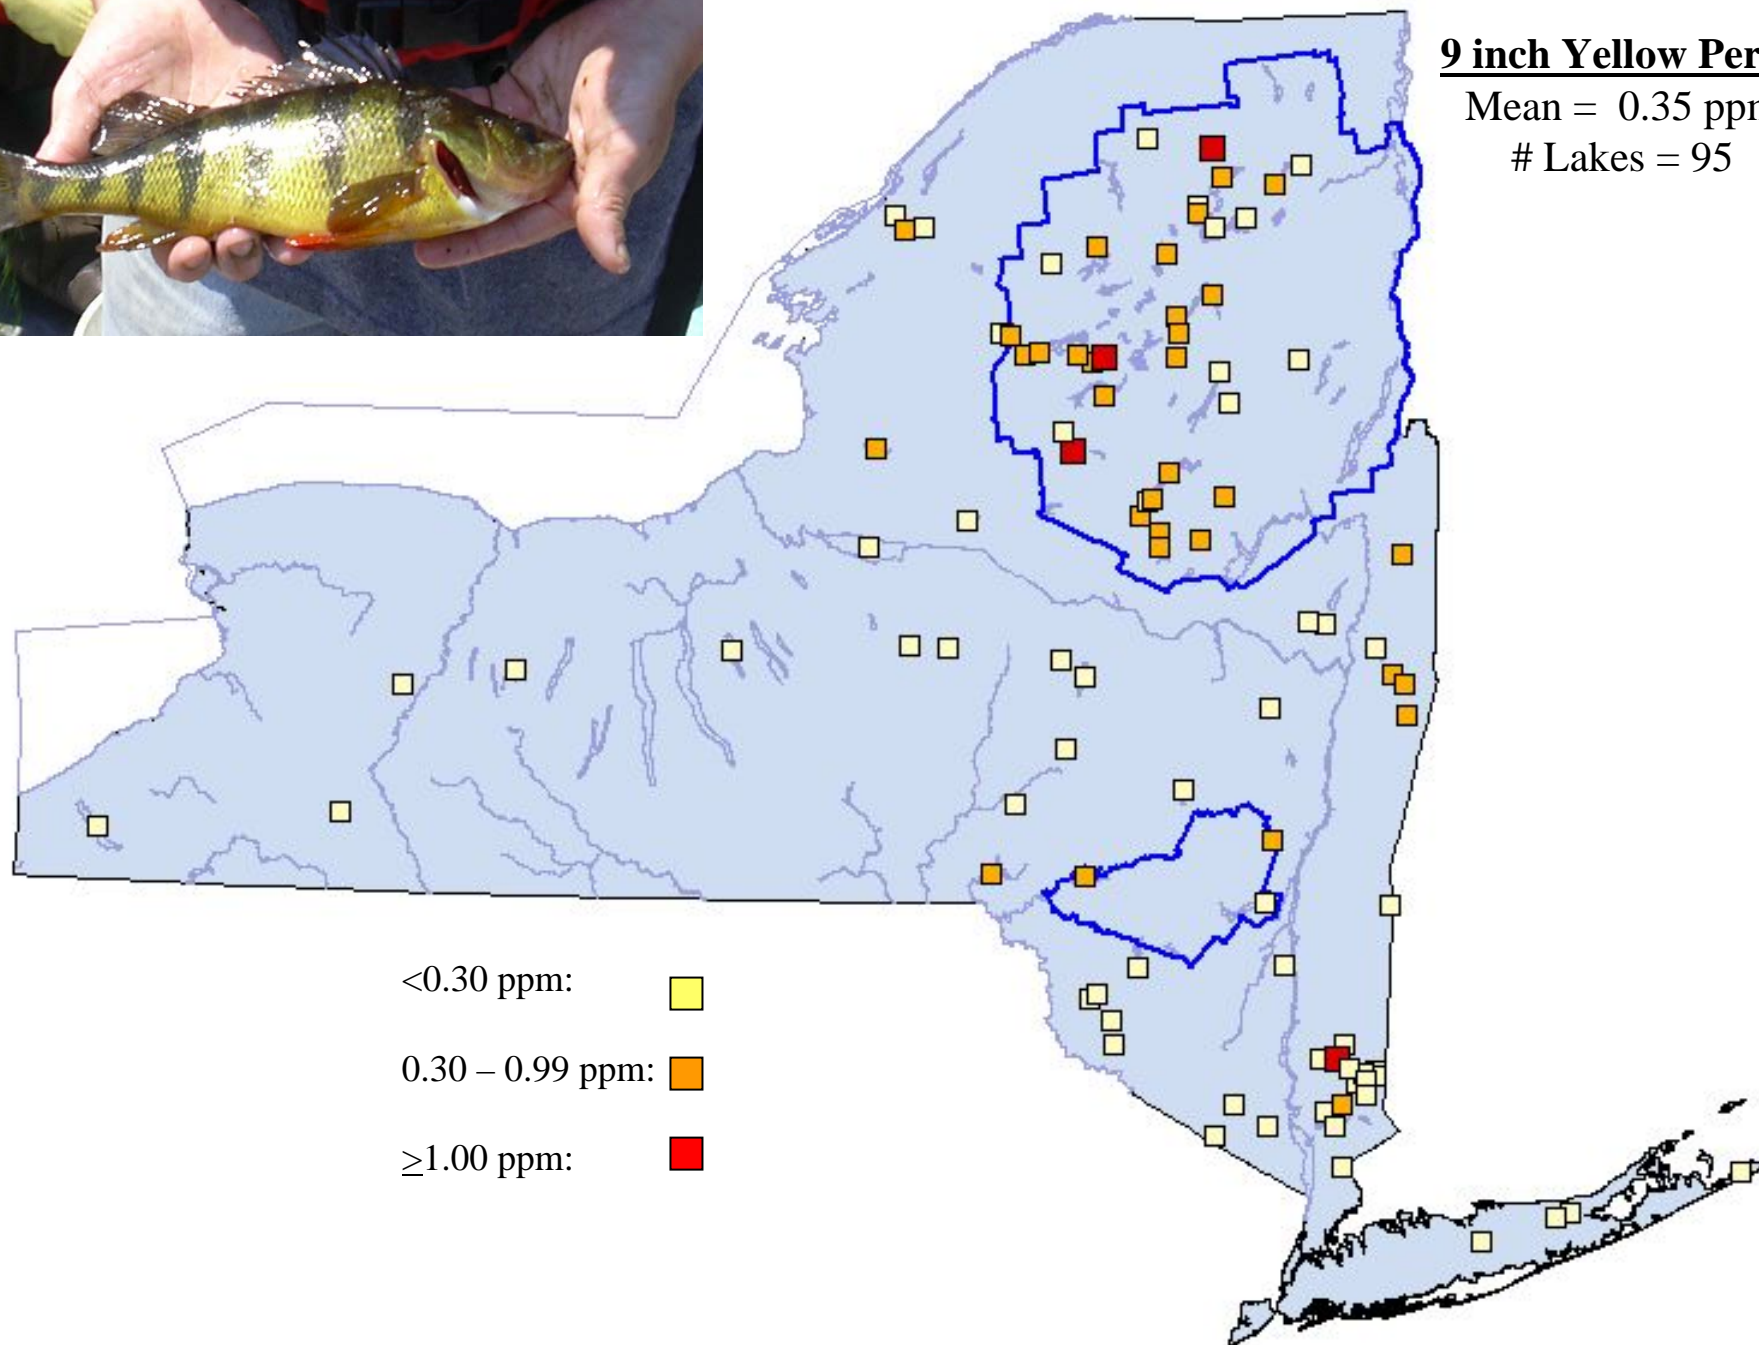 9 inch Yellow Per
Mean = 0.35 ppm
# Lakes = 95
<0.30 ppm:
0.30 – 0.99 ppm:
≥1.00 ppm: